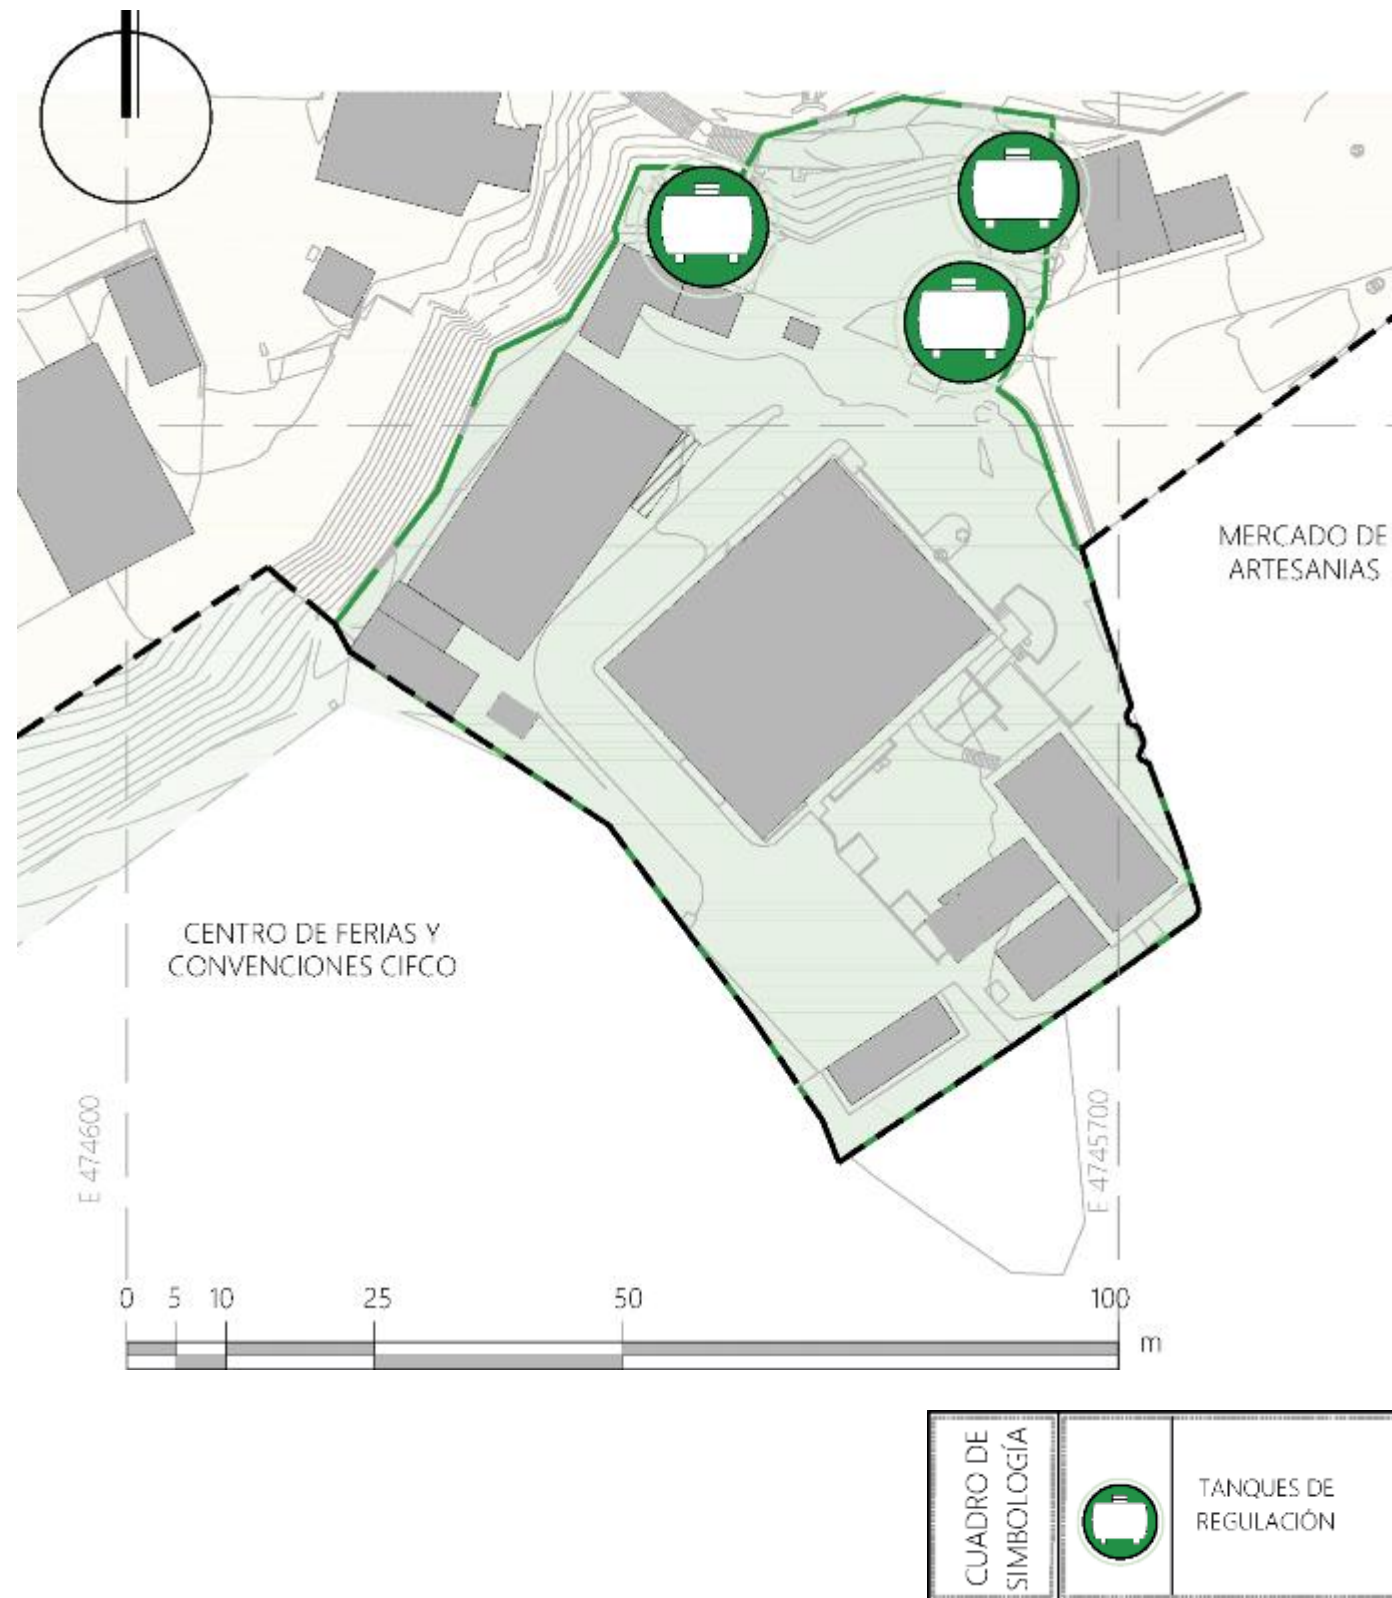 MERCADO DE
ARTESANIAS
CENTRO DE FERIAS Y
CONVENCIONES CIFCO
E 474600
E 4745700
0 5 10 25 50 100
m
CUADRO DE
SIMBOLOGÍA
TANQUES DE
REGULACIÓN